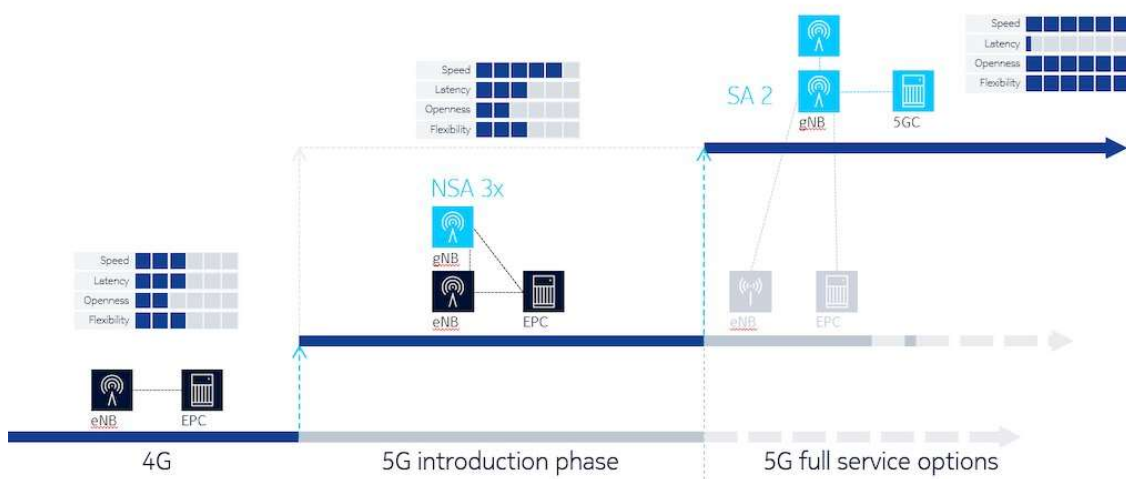 Speed
Latency
Openness
Flexibility
eNB
EPC
4G
Speed
Latency
Openness
Flexibility
NSA 3x
gNB
eNB
EPC
5G introduction phase
Speed
Latency
Openness
Flexibility
SA 2
gNB
5GC
eNB
EPC
5G full service options